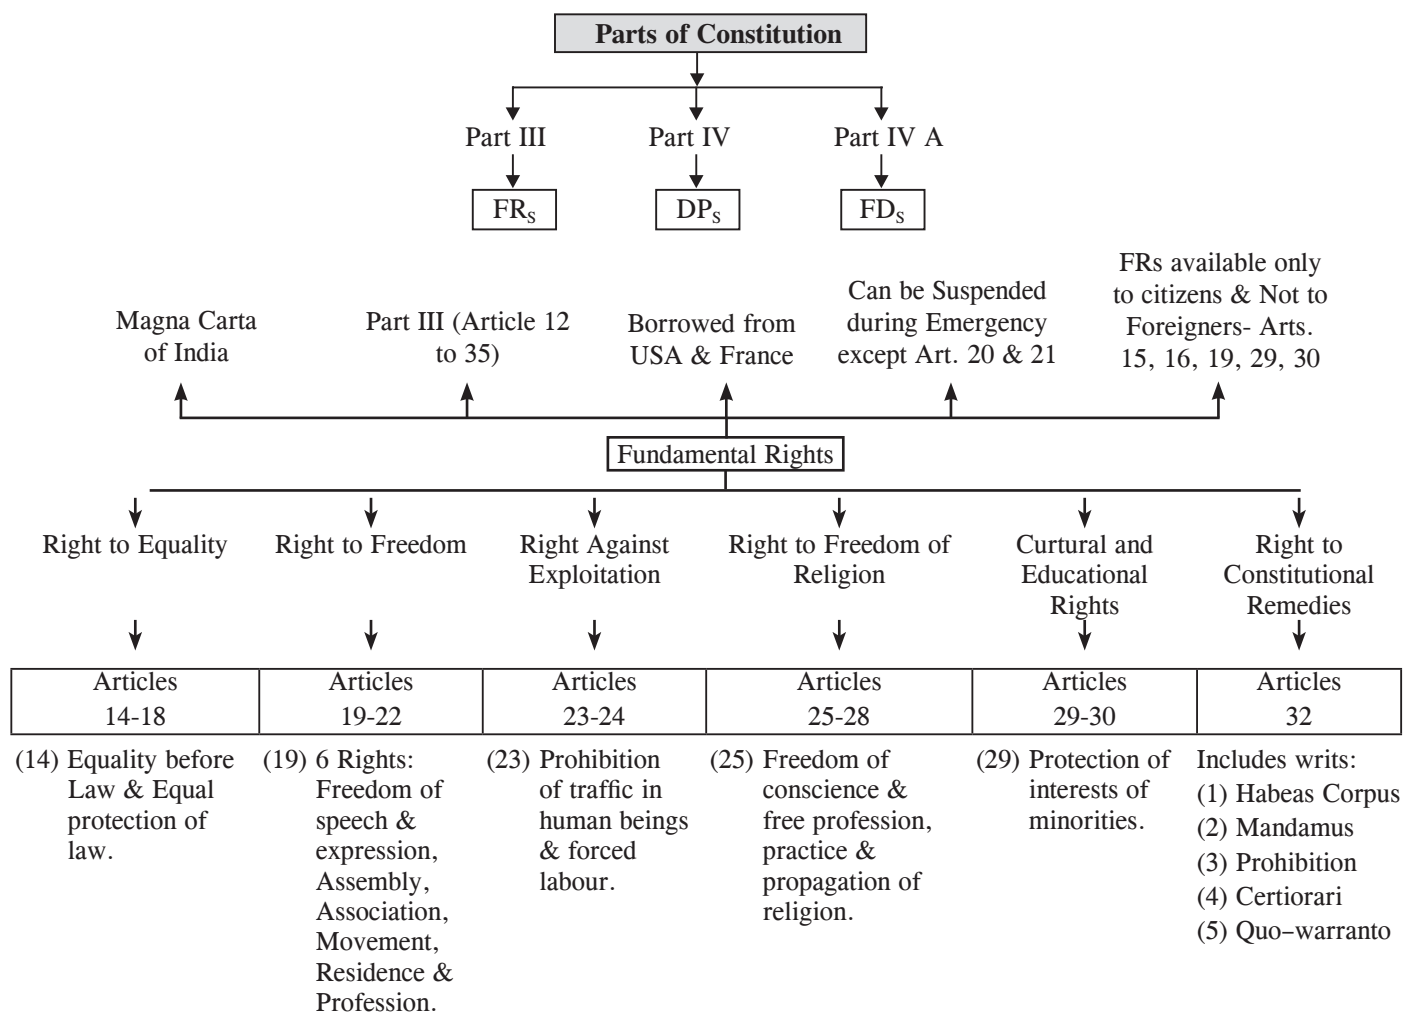 Parts of Constitution
Part III
Part IV
Part IV A
FRS
DPS
FDS
Magna Carta
of India
Part III (Article 12
to 35)
Borrowed from
USA & France
Can be Suspended
during Emergency
except Art. 20 & 21
FRs available only
to citizens & Not to
Foreigners- Arts.
15, 16, 19, 29, 30
Fundamental Rights
Right to Equality
Right to Freedom
Right Against
Exploitation
Right to Freedom of
Religion
Curtural and
Educational
Rights
Right to
Constitutional
Remedies
Articles
14-18
Articles
19-22
Articles
23-24
Articles
25-28
Articles
29-30
Articles
32
(14) Equality before
Law & Equal
protection of
law.
(19) 6 Rights:
Freedom of
speech &
expression,
Assembly,
Association,
Movement,
Residence &
Profession.
(23) Prohibition
of traffic in
human beings
& forced
labour.
(25) Freedom of
conscience &
free profession,
practice &
propagation of
religion.
(29) Protection of
interests of
minorities.
Includes writs:
(1) Habeas Corpus
(2) Mandamus
(3) Prohibition
(4) Certiorari
(5) Quo-warranto